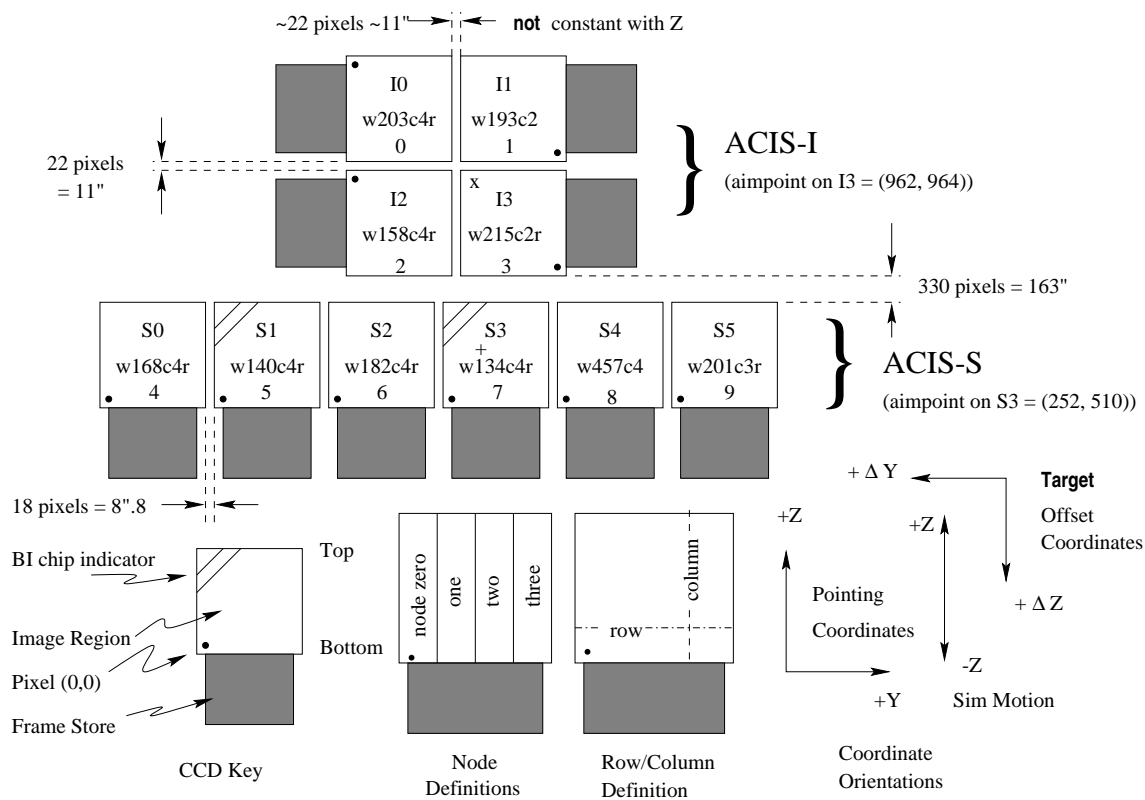 ~22 pixels ~11" not constant with Z
I0
w203c4r
0
I1
w193c2
1
22 pixels
= 11"
I2
w158c4r
2
x
I3
w215c2r
3
} ACIS-I
(aimpoint on I3 = (962, 964))
330 pixels = 163"
S0
w168c4r
4
S1
w140c4r
5
S2
w182c4r
6
S3
+
w134c4r
7
S4
w457c4
8
S5
w201c3r
9
} ACIS-S
(aimpoint on S3 = (252, 510))
18 pixels = 8".8
BI chip indicator
Image Region
Pixel (0,0)
Frame Store
Top
Bottom
CCD Key
node zero
one
two
three
Node
Definitions
column
row
Row/Column
Definition
+Z
Pointing
Coordinates
+Y
+ Δ Y
Target
Offset
Coordinates
+ Δ Z
+Z
-Z
Sim Motion
Coordinate
Orientations